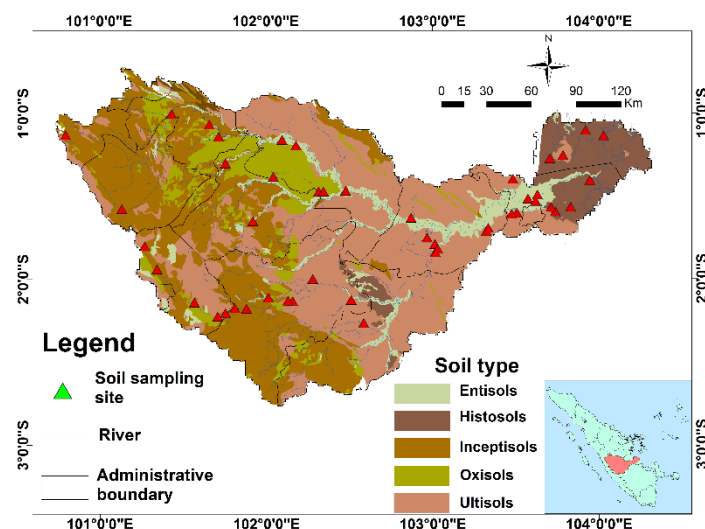 101°0'0"E 102°0'0"E 103°0'0"E 104°0'0"E
N
0 15 30 60 90 120
Km
1°0'0"S
1°0'0"S
2°0'0"S
2°0'0"S
3°0'0"S
3°0'0"S
Legend
Soil sampling
site
River
Administrative
boundary
Soil type
Entisols
Histosols
Inceptisols
Oxisols
Ultisols
101°0'0"E 102°0'0"E 103°0'0"E 104°0'0"E